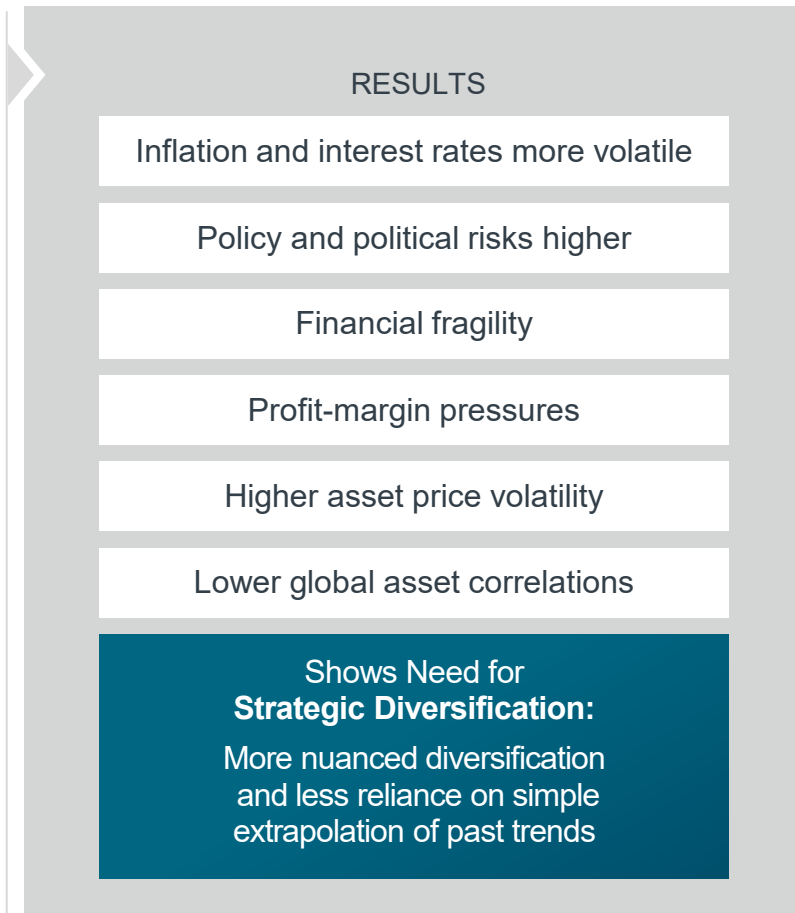 RESULTS
Inflation and interest rates more volatile
Policy and political risks higher
Financial fragility
Profit-margin pressures
Higher asset price volatility
Lower global asset correlations
Shows Need for
Strategic Diversification:
More nuanced diversification
and less reliance on simple
extrapolation of past trends